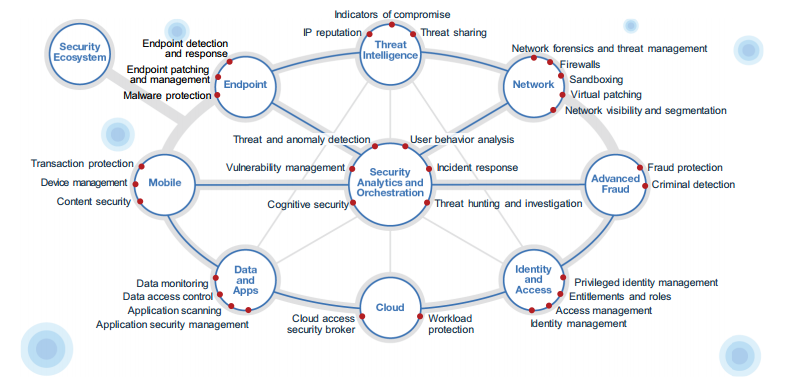 Indicators of compromise
IP reputation
Threat sharing
Threat
Intelligence
Security
Ecosystem
Endpoint detection
and response
Endpoint patching
and management
Malware protection
Endpoint
Network forensics and threat management
Firewalls
Sandboxing
Virtual patching
Network visibility and segmentation
Network
Threat and anomaly detection
User behavior analysis
Vulnerability management
Incident response
Cognitive security
Threat hunting and investigation
Security
Analytics and
Orchestration
Transaction protection
Device management
Content security
Mobile
Advanced
Fraud
Fraud protection
Criminal detection
Data
and
Apps
Data monitoring
Data access control
Application scanning
Application security management
Cloud
Cloud access
security broker
Workload
protection
Identity
and
Access
Privileged identity management
Entitlements and roles
Access management
Identity management